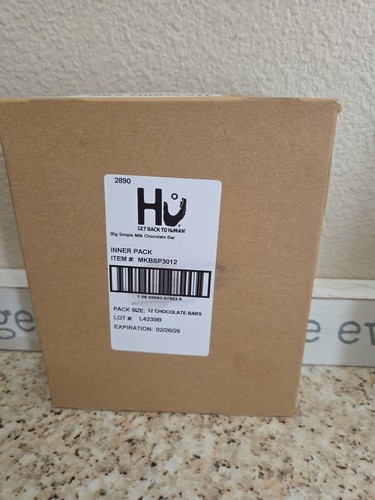 2890
Hu
GET BACK TO HUMAN
30g Simple Milk Chocolate Bar
INNER PACK
ITEM #: MKBSP3012
PACK SIZE: 12 CHOCOLATE BARS
LOT #: L4239B
EXPIRATION: 02/26/26